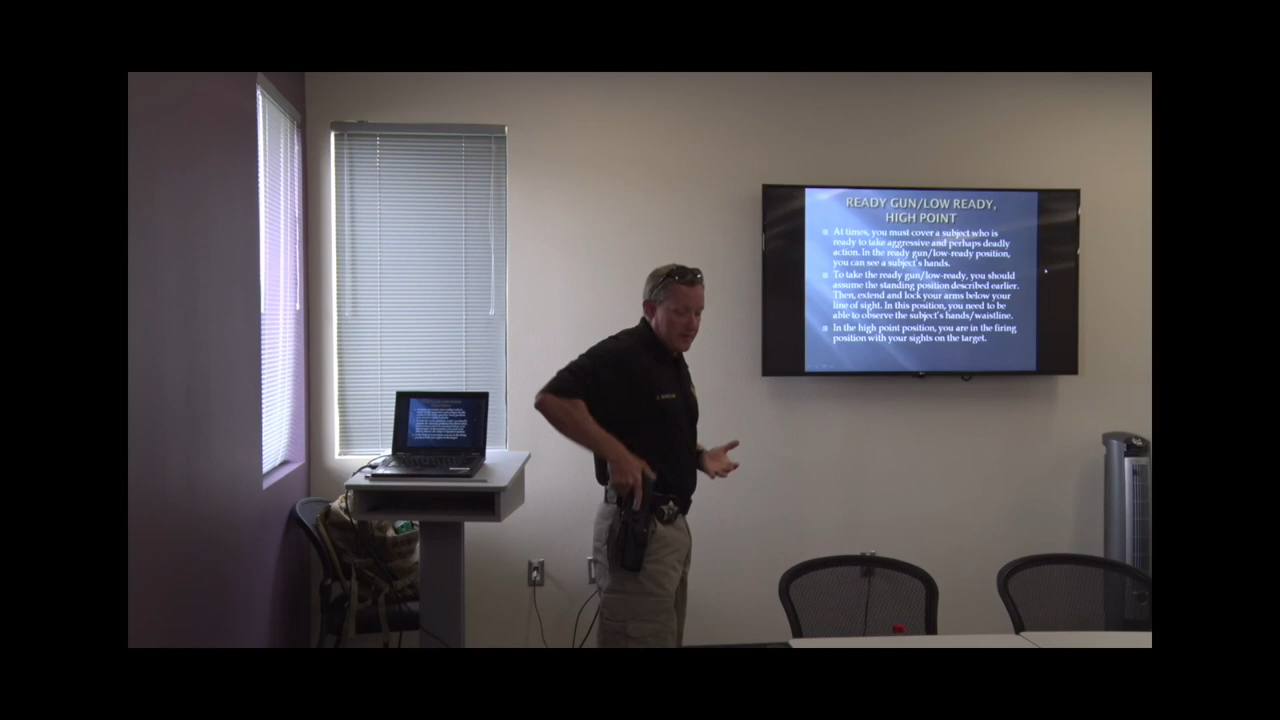 READY GUN/LOW READY,
HIGH POINT
At times, you must cover a subject who is
ready to take aggressive and perhaps deadly
action. In the ready gun/low-ready position,
you can see a subject's hands.
To take the ready gun/low-ready, you should
assume the standing position described earlier.
Then, extend and lock your arms below your
line of sight. In this position, you need to be
able to observe the subject's hands/waistline.
In the high point position, you are in the firing
position with your sights on the target.